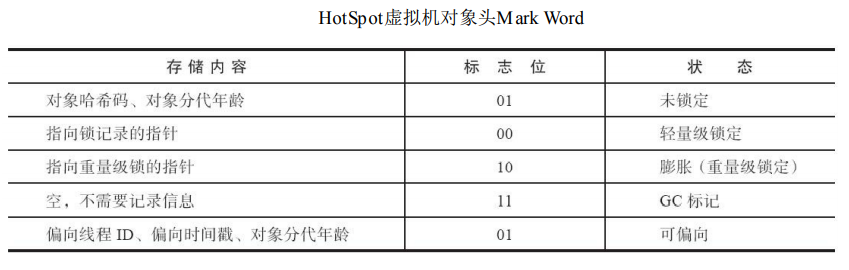 HotSpot虚拟机对象头Mark Word
存储内容 标志位 状态
对象哈希码、对象分代年龄 01 未锁定
指向锁记录的指针 00 轻量级锁定
指向重量级锁的指针 10 膨胀（重量级锁定）
空，不需要记录信息 11 GC 标记
偏向线程 ID、偏向时间戳、对象分代年龄 01 可偏向